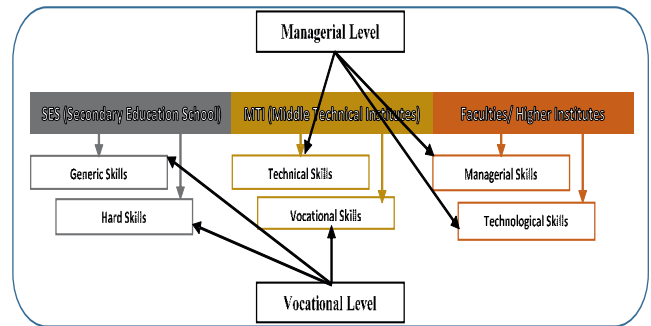 Managerial Level
SES (Secondary Education School)
MTI (Middle Technical Institutes)
Faculties/ Higher Institutes
Generic Skills
Technical Skills
Managerial Skills
Hard Skills
Vocational Skills
Technological Skills
Vocational Level